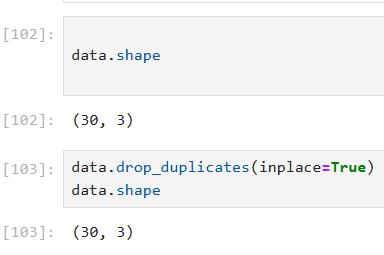 [102]:
data.shape
[102]: (30, 3)
[103]: data.drop_duplicates(inplace=True)
data.shape
[103]: (30, 3)